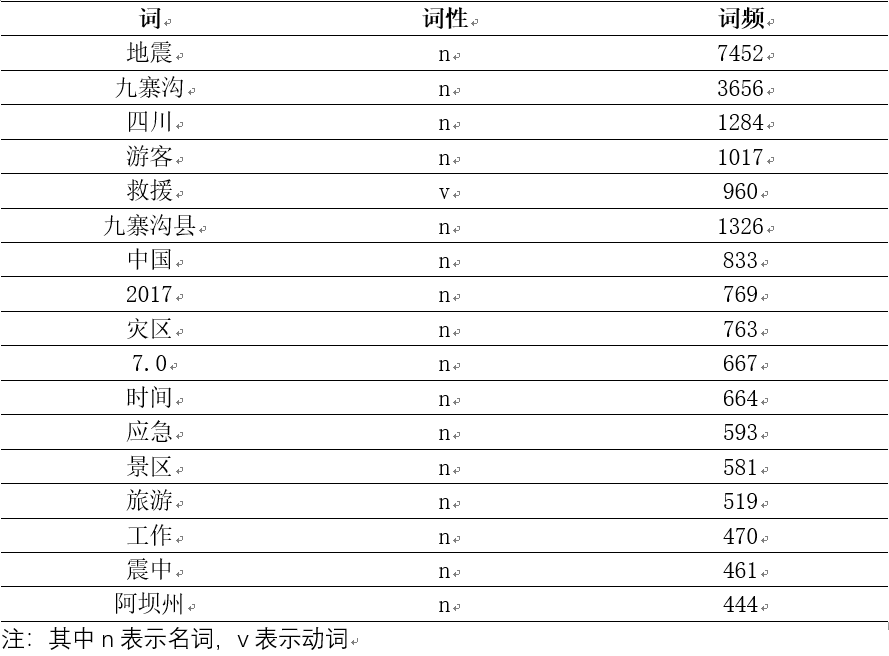 词 词性 词频
地震 n 7452
九寨沟 n 3656
四川 n 1284
游客 n 1017
救援 v 960
九寨沟县 n 1326
中国 n 833
2017 n 769
灾区 n 763
7.0 n 667
时间 n 664
应急 n 593
景区 n 581
旅游 n 519
工作 n 470
震中 n 461
阿坝州 n 444
注：其中 n 表示名词，v 表示动词